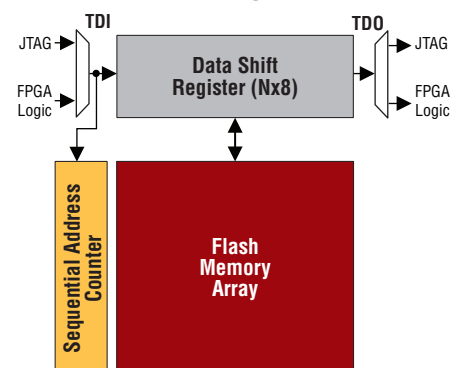 TDI
TDO
JTAG
FPGA
Logic
Data Shift
Register (Nx8)
JTAG
FPGA
Logic
Sequential Address
Counter
Flash
Memory
Array